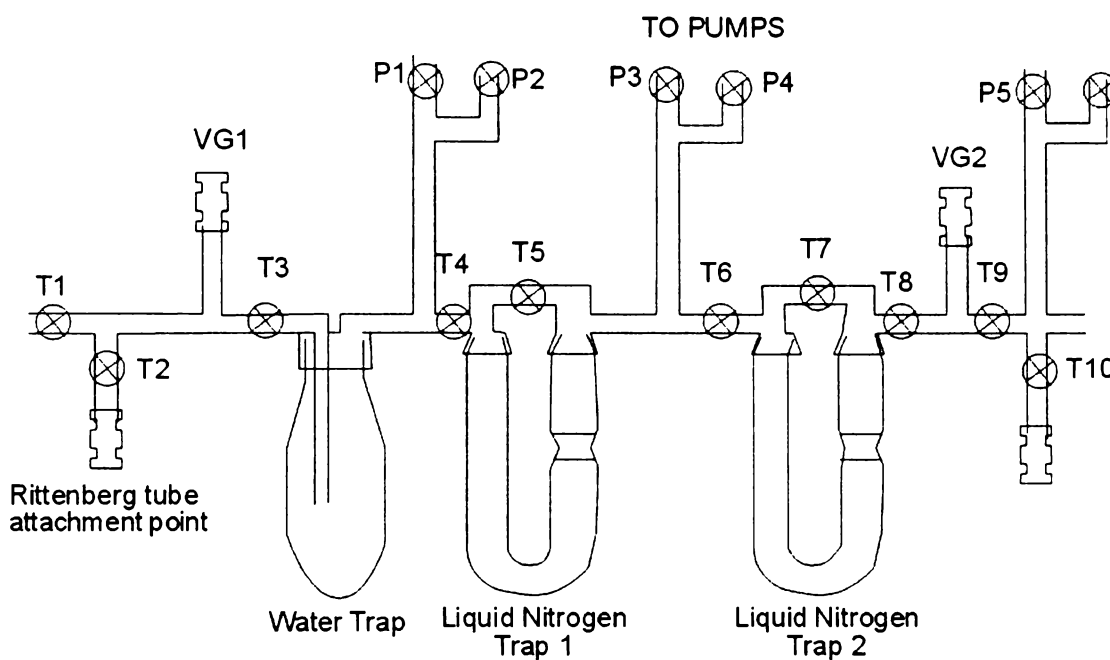 TO PUMPS
P1
P2
P3
P4
P5
VG1
VG2
T1
T2
T3
T4
T5
T6
T7
T8
T9
T10
Rittenberg tube
attachment point
Water Trap
Liquid Nitrogen
Trap 1
Liquid Nitrogen
Trap 2